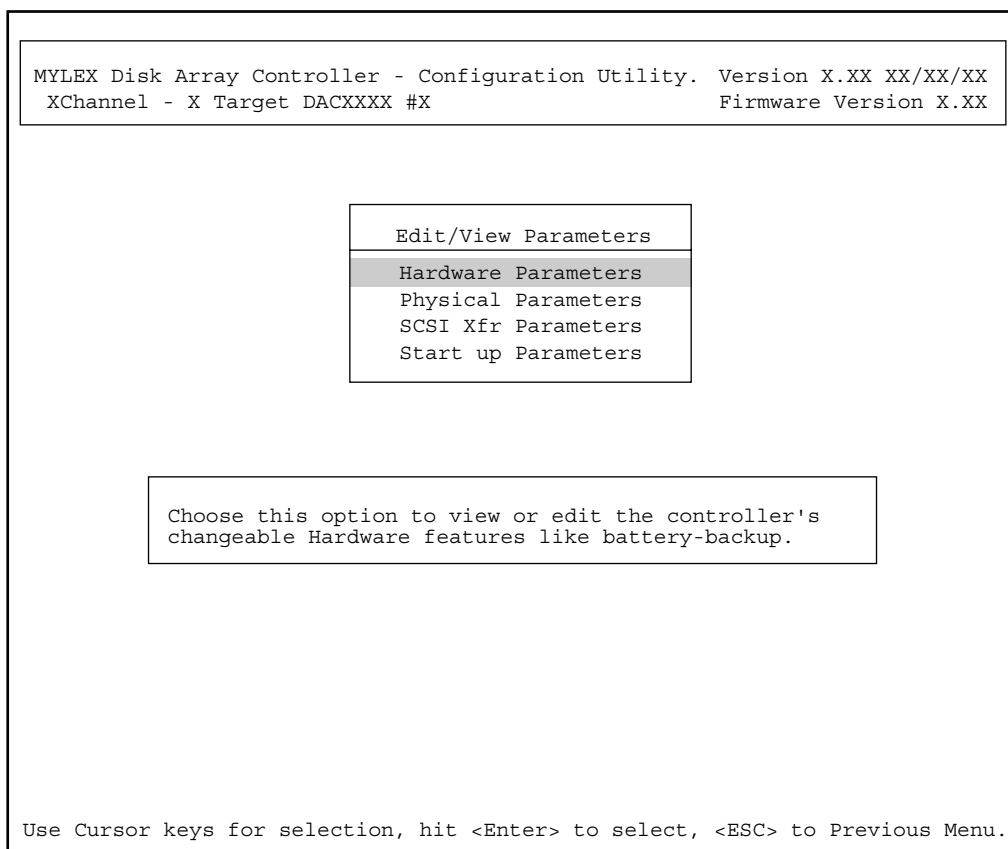 MYLEX Disk Array Controller - Configuration Utility. Version X.XX XX/XX/XX
XChannel - X Target DACXXXX #X Firmware Version X.XX
Edit/View Parameters
Hardware Parameters
Physical Parameters
SCSI Xfr Parameters
Start up Parameters
Choose this option to view or edit the controller's
changeable Hardware features like battery-backup.
Use Cursor keys for selection, hit <Enter> to select, <ESC> to Previous Menu.